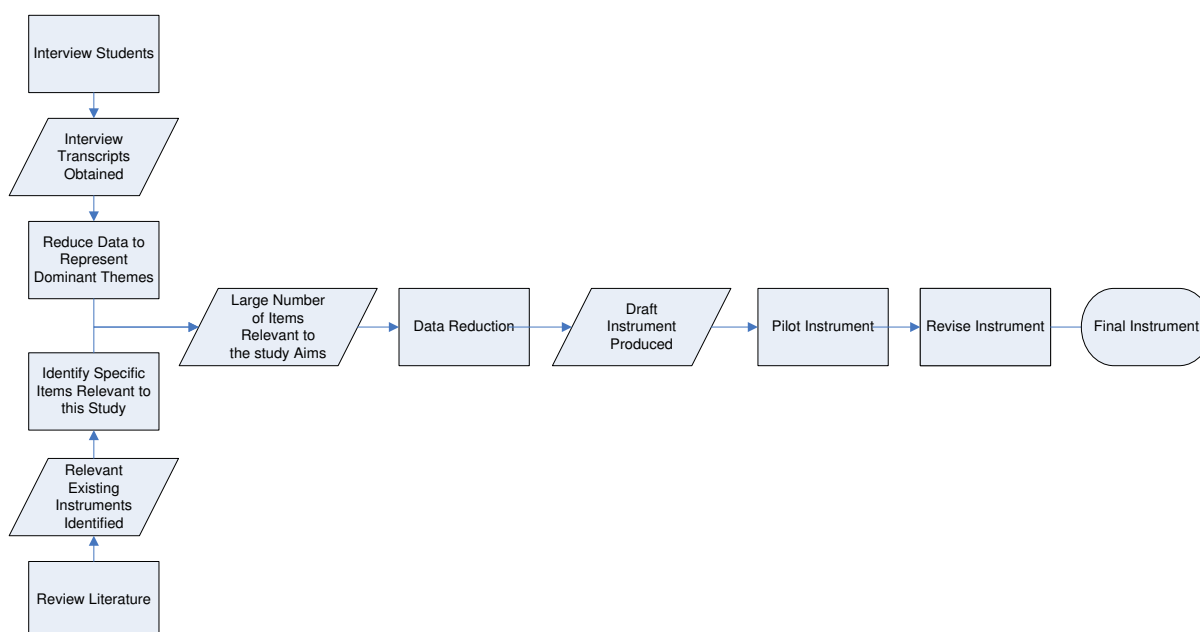 Interview Students
Interview
Transcripts
Obtained
Reduce Data to
Represent
Dominant Themes
Large Number
of Items
Relevant to
the study Aims
Data Reduction
Draft
Instrument
Produced
Pilot Instrument
Revise Instrument
Final Instrument
Identify Specific
Items Relevant to
this Study
Relevant
Existing
Instruments
Identified
Review Literature